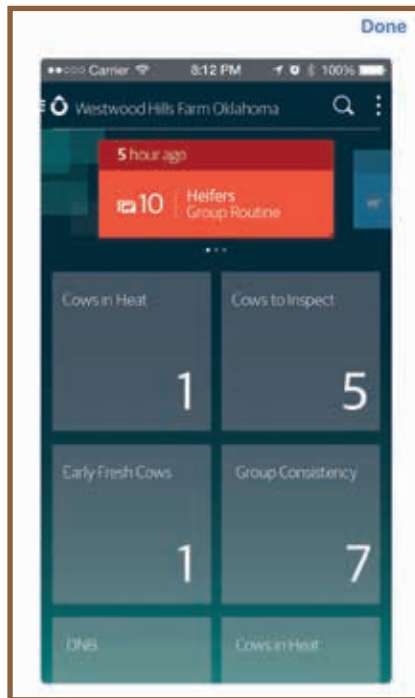 Done
Carrier 8:12 PM 100%
Westwood Hills Farm Oklahoma
5 hour ago
10 Heifers
Group Routine
Cows in Heat
1
Cows to Inspect
5
Early Fresh Cows
1
Group Consistency
7
DNB
Cows in Heat